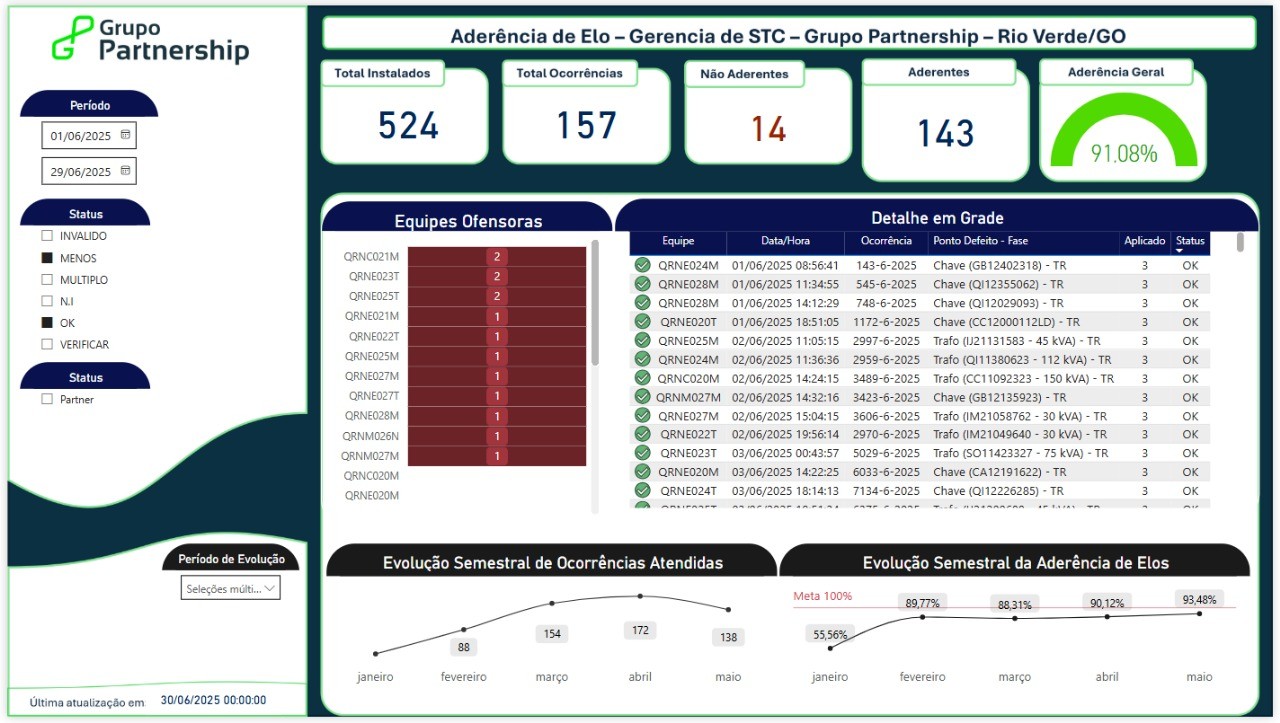 Grupo
Partnership
Aderência de Elo – Gerencia de STC – Grupo Partnership – Rio Verde/GO
Total Instalados
524
Total Ocorrências
157
Não Aderentes
14
Aderentes
143
Aderência Geral
91.08%
Período
01/06/2025
29/06/2025
Status
INVALIDO
MENOS
MULTIPLO
N.I
OK
VERIFICAR
Status
Partner
Período de Evolução
Seleções múlti...
Última atualização em 30/06/2025 00:00:00
Equipes Ofensoras
QRNC021M 2
QRNE023T 2
QRNE025T 2
QRNE021M 1
QRNE022T 1
QRNE025M 1
QRNE027M 1
QRNE027T 1
QRNE028M 1
QRNM026N 1
QRNM027M 1
QRNC020M
QRNE020M
Detalhe em Grade
Equipe Data/Hora Ocorrência Ponto Defeito - Fase Aplicado Status
QRNE024M 01/06/2025 08:56:41 143-6-2025 Chave (GB12402318) - TR 3 OK
QRNE028M 01/06/2025 11:34:55 545-6-2025 Chave (QI12355062) - TR 3 OK
QRNE028M 01/06/2025 14:12:29 748-6-2025 Chave (QI12029093) - TR 3 OK
QRNE020T 01/06/2025 18:51:05 1172-6-2025 Chave (CC12000112LD) - TR 3 OK
QRNE025M 02/06/2025 11:05:15 2997-6-2025 Trafo (IJ21131583 - 45 kVA) - TR 3 OK
QRNE024M 02/06/2025 11:36:36 2959-6-2025 Trafo (QI11380623 - 112 kVA) - TR 3 OK
QRNC020M 02/06/2025 14:24:15 3489-6-2025 Trafo (CC11092323 - 150 kVA) - TR 3 OK
QRNM027M 02/06/2025 14:32:16 3423-6-2025 Chave (GB12135923) - TR 3 OK
QRNE027M 02/06/2025 15:04:15 3606-6-2025 Trafo (IM21058762 - 30 kVA) - TR 3 OK
QRNE022T 02/06/2025 19:56:14 2970-6-2025 Trafo (IM21049640 - 30 kVA) - TR 3 OK
QRNE023T 03/06/2025 00:43:57 5029-6-2025 Trafo (SO11423327 - 75 kVA) - TR 3 OK
QRNE020M 03/06/2025 14:22:25 6033-6-2025 Chave (CA12191622) - TR 3 OK
QRNE024T 03/06/2025 18:14:13 7134-6-2025 Chave (QI12226285) - TR 3 OK
Evolução Semestral de Ocorrências Atendidas
88
154
172
138
janeiro fevereiro março abril maio
Evolução Semestral da Aderência de Elos
Meta 100%
55,56%
89,77%
88,31%
90,12%
93,48%
janeiro fevereiro março abril maio